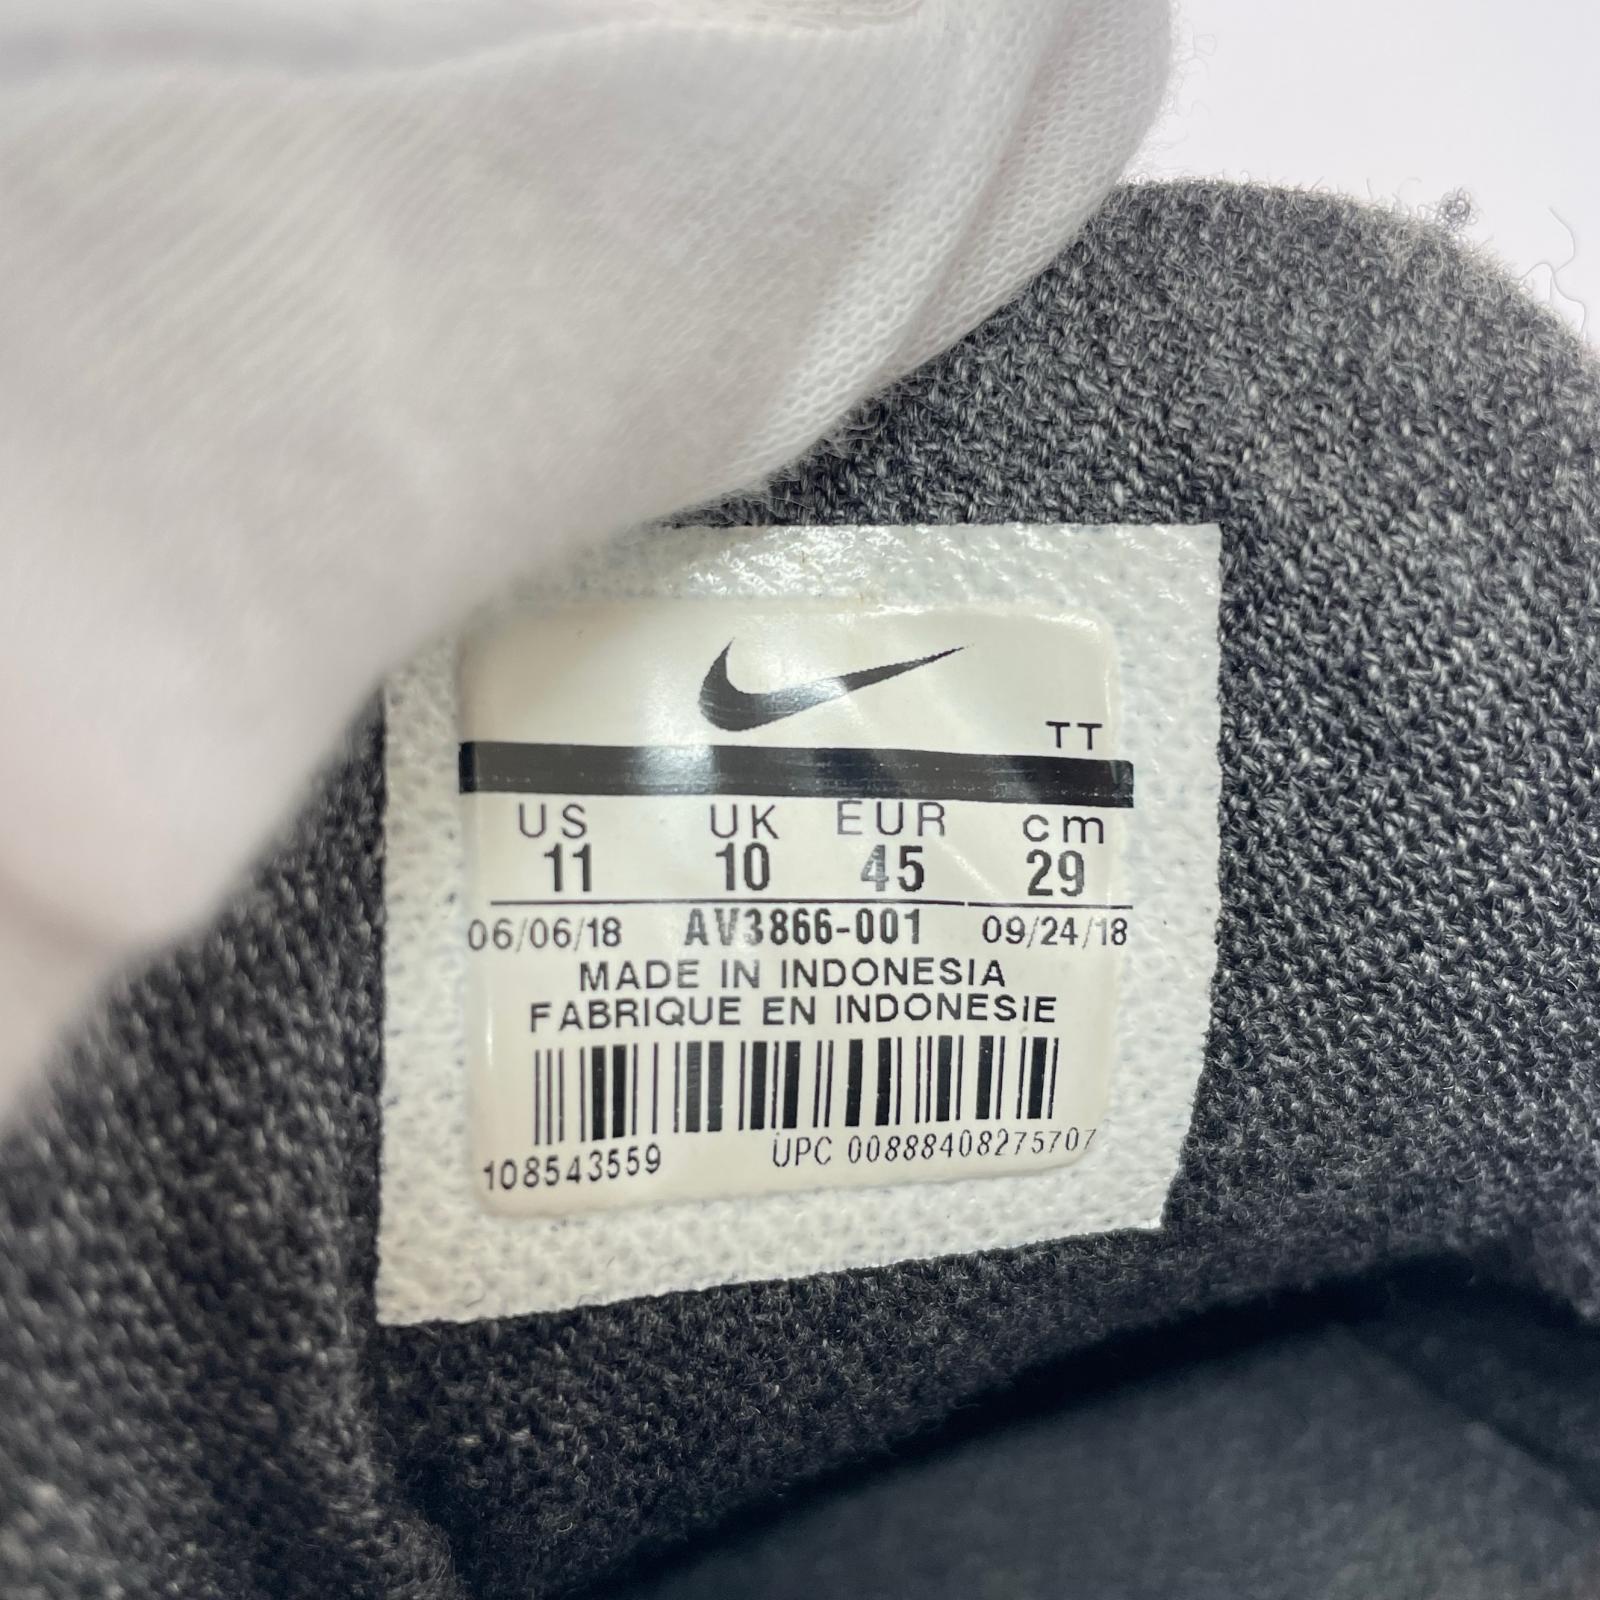 TT
US UK EUR cm
11 10 45 29
06/06/18 AV3866-001 09/24/18
MADE IN INDONESIA
FABRIQUE EN INDONESIE
108543559 UPC 00888408275707